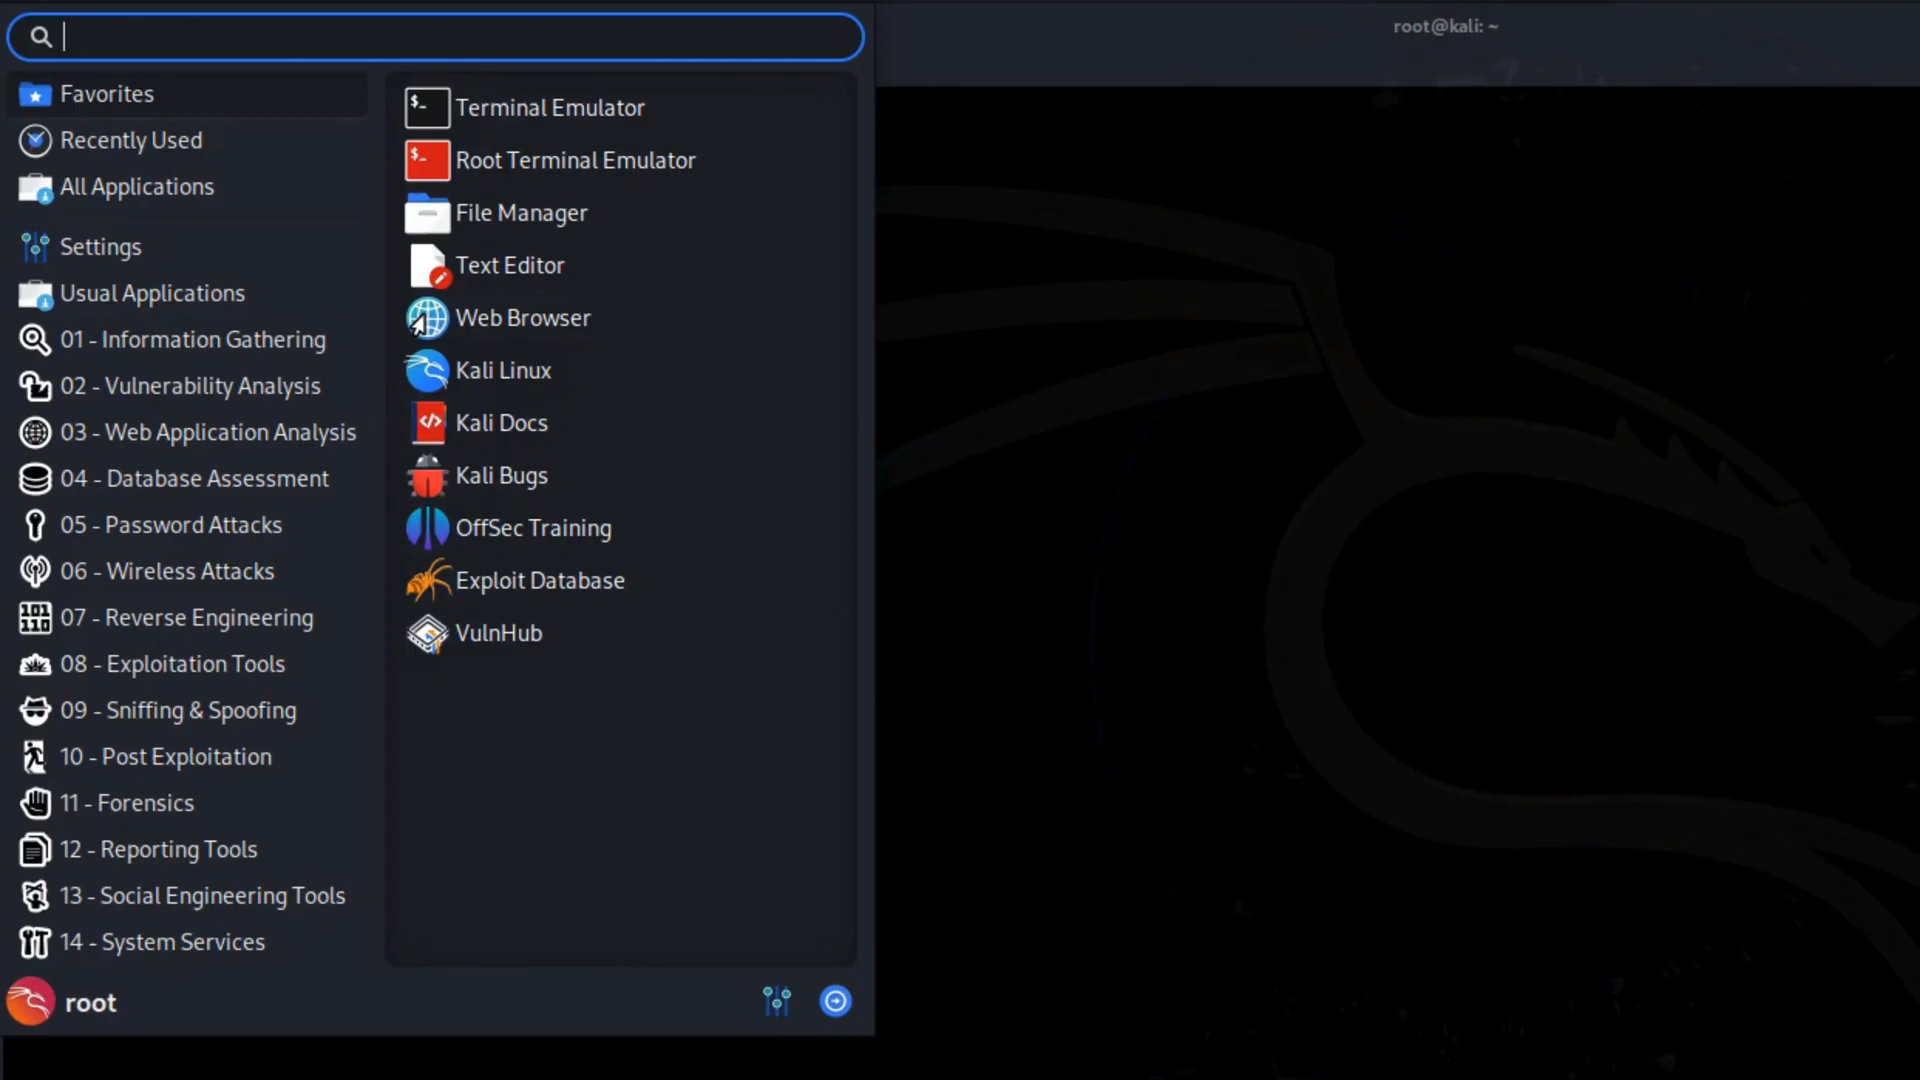 root@kali: ~
Favorites
Recently Used
All Applications
Settings
Usual Applications
01 - Information Gathering
02 - Vulnerability Analysis
03 - Web Application Analysis
04 - Database Assessment
05 - Password Attacks
06 - Wireless Attacks
07 - Reverse Engineering
08 - Exploitation Tools
09 - Sniffing & Spoofing
10 - Post Exploitation
11 - Forensics
12 - Reporting Tools
13 - Social Engineering Tools
14 - System Services
$-
Terminal Emulator
$-
Root Terminal Emulator
File Manager
Text Editor
Web Browser
Kali Linux
</>
Kali Docs
Kali Bugs
OffSec Training
Exploit Database
VulnHub
root